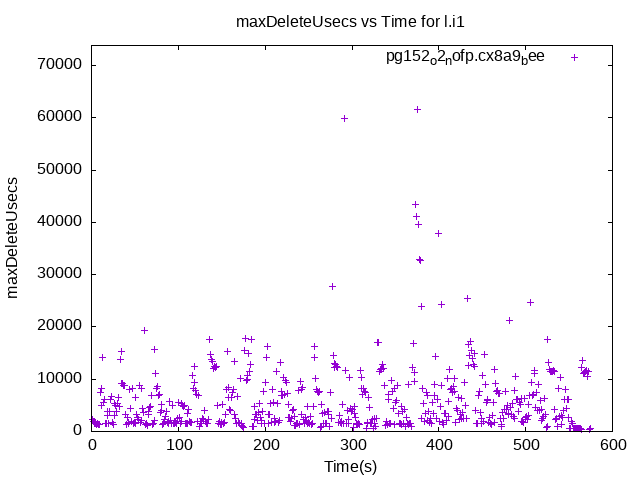 maxDeleteUsecs vs Time for l.i1
pg152o2nofp.cx8a9bee
70000
60000
50000
40000
30000
20000
10000
0
maxDeleteUsecs
0 100 200 300 400 500 600
Time(s)